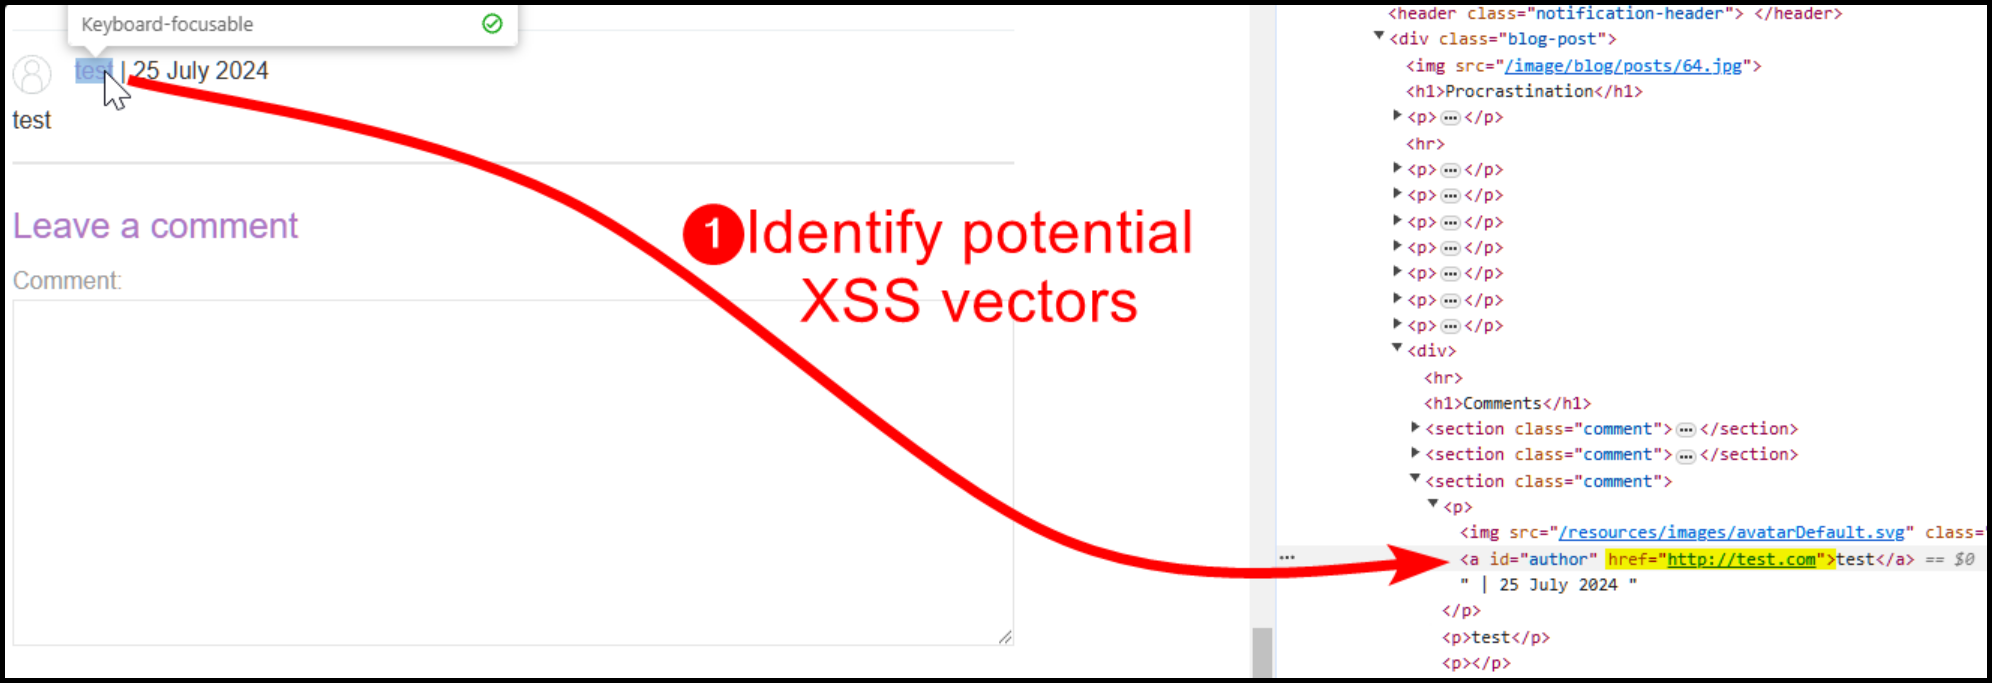 Keyboard-focusable
test | 25 July 2024
test
Leave a comment
Comment:
1 Identify potential
XSS vectors
<header class="notification-header"> </header>
<div class="blog-post">
<img src="/image/blog/posts/64.jpg">
<h1>Procrastination</h1>
<p>…</p>
<hr>
<p>…</p>
<p>…</p>
<p>…</p>
<p>…</p>
<p>…</p>
<p>…</p>
<p>…</p>
<div>
<hr>
<h1>Comments</h1>
<section class="comment">…</section>
<section class="comment">…</section>
<section class="comment">
<p>
<img src="/resources/images/avatarDefault.svg" class="
<a id="author" href="http://test.com">test</a> == $0
" | 25 July 2024 "
</p>
<p>test</p>
<p></p>